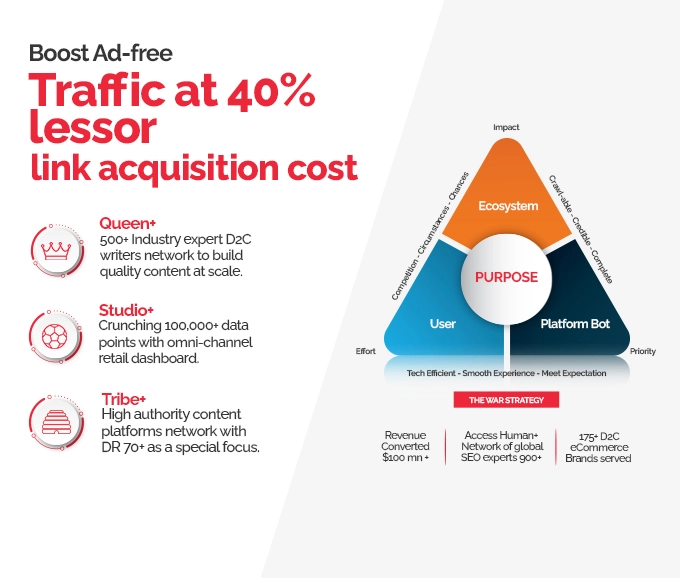 Boost Ad-free
Traffic at 40%
lessor
link acquisition cost
Queen+
500+ Industry expert D2C
writers network to build
quality content at scale.
Studio+
Crunching 100,000+ data
points with omni-channel
retail dashboard.
Tribe+
High authority content
platforms network with
DR 70+ as a special focus.
Impact
Competition - Circumstances - Chances
Crawl-able - Credible - Complete
Ecosystem
PURPOSE
User
Platform Bot
Effort
Priority
Tech Efficient - Smooth Experience - Meet Expectation
THE WAR STRATEGY
Revenue
Converted
$100 mn +
Access Human+
Network of global
SEO experts 900+
175+ D2C
eCommerce
Brands served